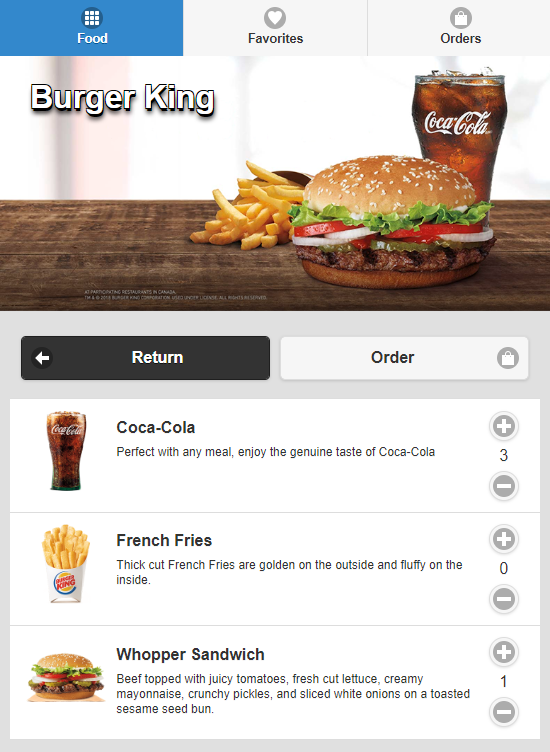 Food
Favorites
Orders
Burger King
Coca-Cola
AT PARTICIPATING RESTAURANTS IN CANADA.
TM & © 2018 BURGER KING CORPORATION. USED UNDER LICENSE. ALL RIGHTS RESERVED.
Return
Order
Coca-Cola
Coca-Cola
Perfect with any meal, enjoy the genuine taste of Coca-Cola
3
BURGER
KING
French Fries
Thick cut French Fries are golden on the outside and fluffy on the
inside.
0
Whopper Sandwich
Beef topped with juicy tomatoes, fresh cut lettuce, creamy
mayonnaise, crunchy pickles, and sliced white onions on a toasted
sesame seed bun.
1